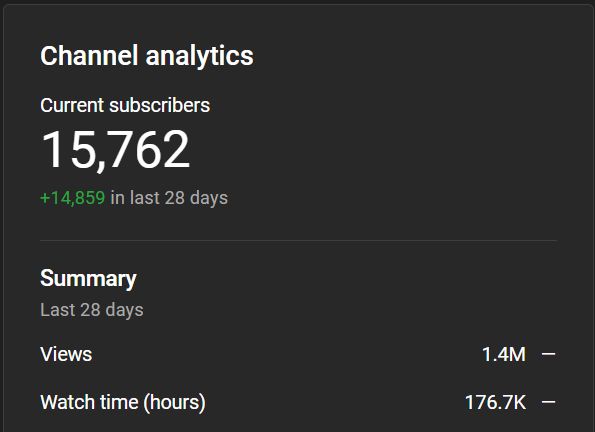 Channel analytics
Current subscribers
15,762
+14,859 in last 28 days
Summary
Last 28 days
Views 1.4M —
Watch time (hours) 176.7K —